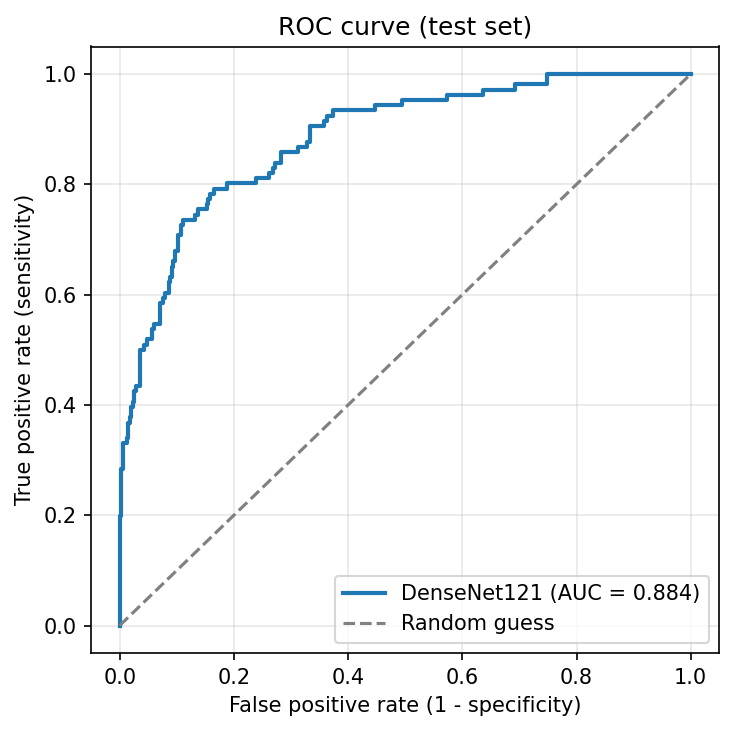 ROC curve (test set)
True positive rate (sensitivity)
1.0
0.8
0.6
0.4
0.2
0.0
DenseNet121 (AUC = 0.884)
Random guess
0.0 0.2 0.4 0.6 0.8 1.0
False positive rate (1 - specificity)